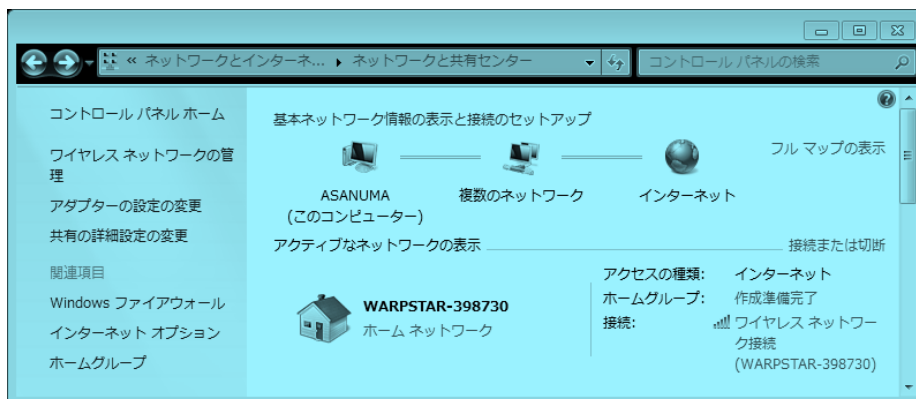 « ネットワークとインターネ... ▸ ネットワークと共有センター
コントロール パネルの検索
コントロール パネル ホーム
ワイヤレス ネットワークの管
理
アダプターの設定の変更
共有の詳細設定の変更
関連項目
Windows ファイアウォール
インターネット オプション
ホームグループ
基本ネットワーク情報の表示と接続のセットアップ
フル マップの表示
ASANUMA
(このコンピューター)
複数のネットワーク
インターネット
アクティブなネットワークの表示
接続または切断
WARPSTAR-398730
ホーム ネットワーク
アクセスの種類: インターネット
ホームグループ: 作成準備完了
接続: ワイヤレス ネットワー
ク接続
(WARPSTAR-398730)